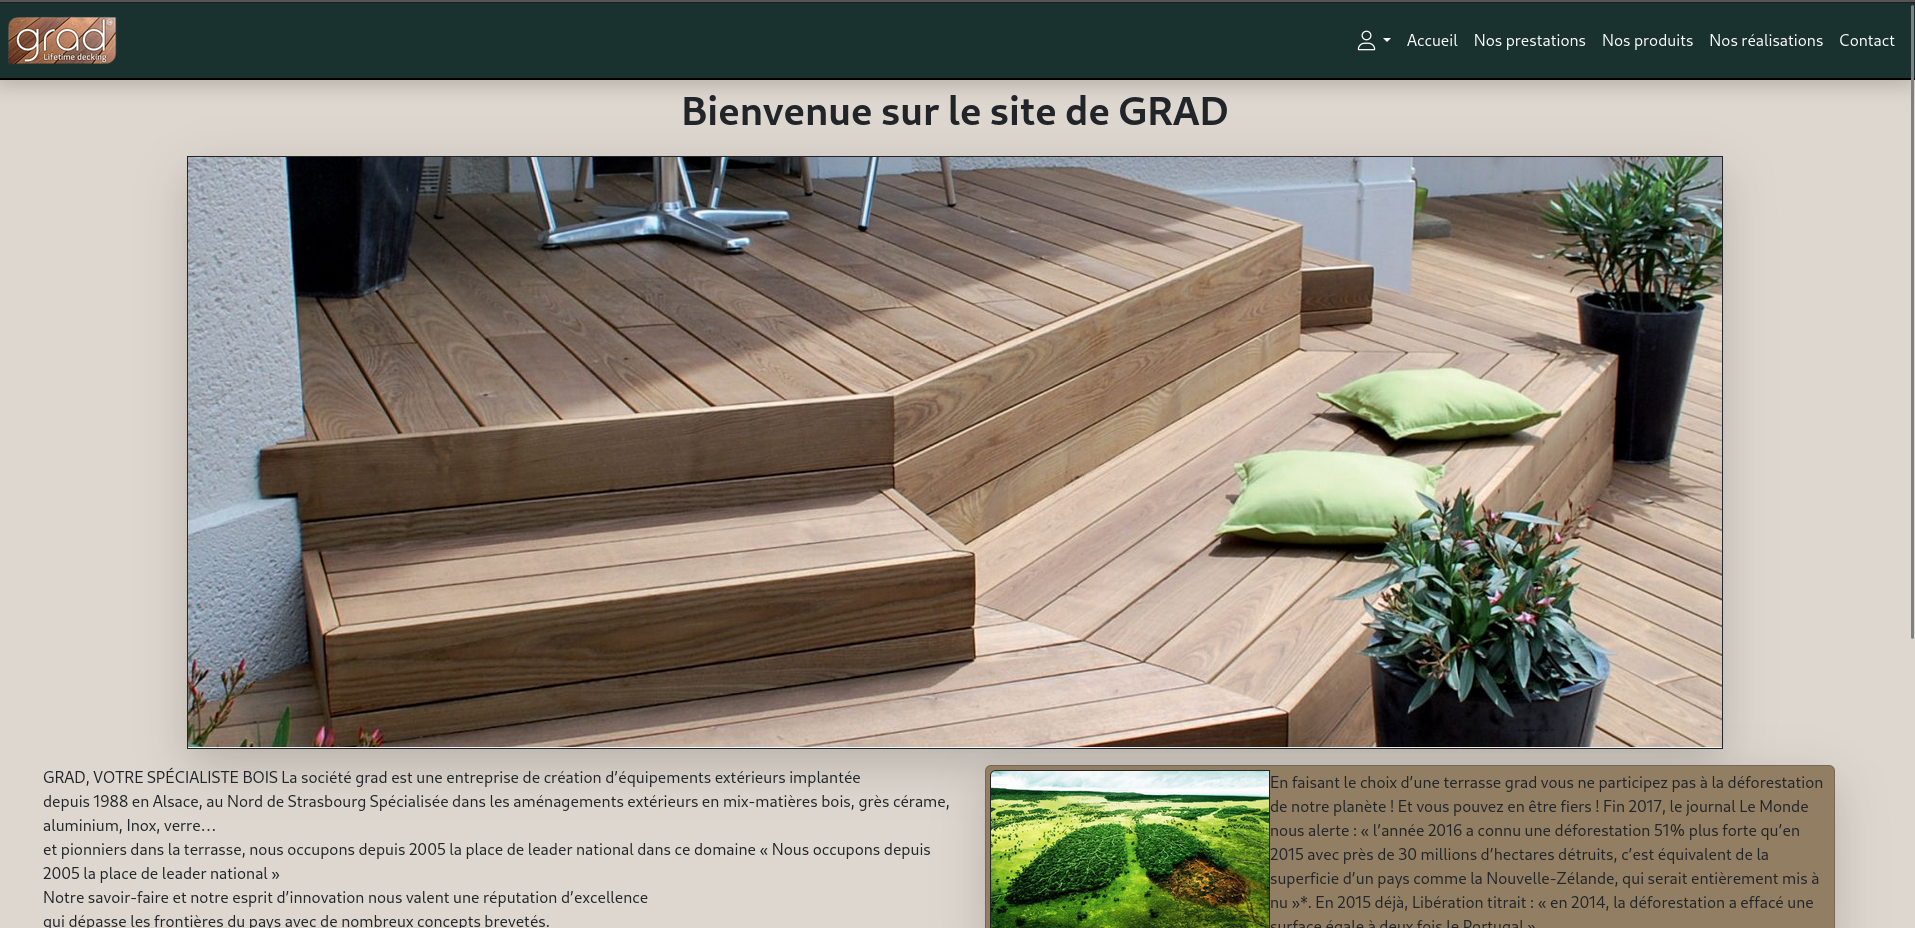 grad
®
Lifetime decking
Accueil Nos prestations Nos produits Nos réalisations Contact
Bienvenue sur le site de GRAD
GRAD, VOTRE SPÉCIALISTE BOIS La société grad est une entreprise de création d’équipements extérieurs implantée
depuis 1988 en Alsace, au Nord de Strasbourg Spécialisée dans les aménagements extérieurs en mix-matières bois, grès cérame,
aluminium, Inox, verre…
et pionniers dans la terrasse, nous occupons depuis 2005 la place de leader national dans ce domaine « Nous occupons depuis
2005 la place de leader national »
Notre savoir-faire et notre esprit d’innovation nous valent une réputation d’excellence
qui dépasse les frontières du pays avec de nombreux concepts brevetés.
En faisant le choix d’une terrasse grad vous ne participez pas à la déforestation
de notre planète ! Et vous pouvez en être fiers ! Fin 2017, le journal Le Monde
nous alerte : « l’année 2016 a connu une déforestation 51% plus forte qu’en
2015 avec près de 30 millions d’hectares détruits, c’est équivalent de la
superficie d’un pays comme la Nouvelle-Zélande, qui serait entièrement mis à
nu »*. En 2015 déjà, Libération titrait : « en 2014, la déforestation a effacé une
surface égale à deux fois le Portugal »